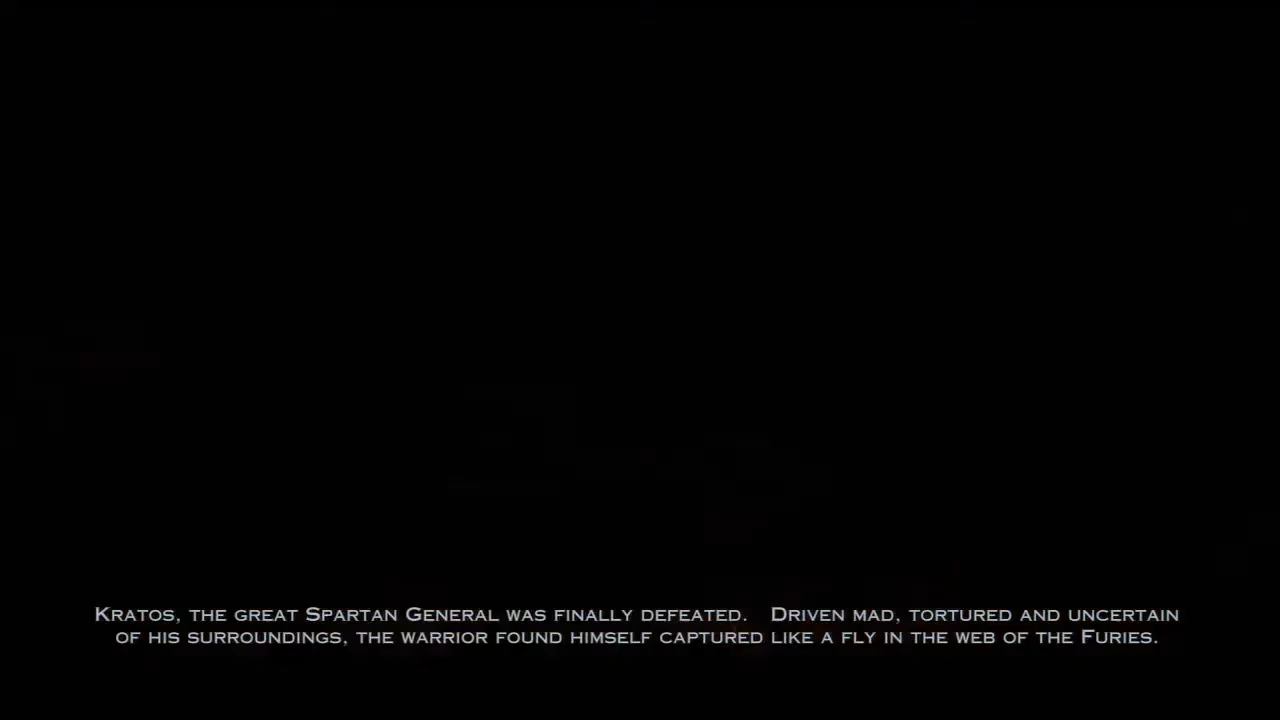 Kratos, the great Spartan General was finally defeated.   Driven mad, tortured and uncertain
of his surroundings, the warrior found himself captured like a fly in the web of the Furies.